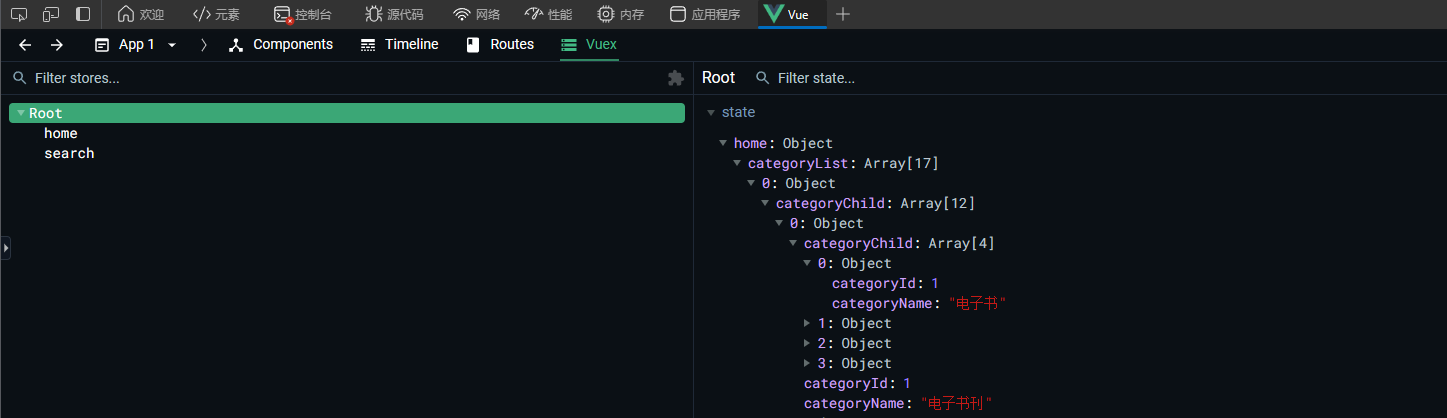 欢迎 元素 控制台 源代码 网络 性能 内存 应用程序 Vue
App 1 Components Timeline Routes Vuex
Filter stores... Root Filter state...
Root
home
search
state
home: Object
categoryList: Array[17]
0: Object
categoryChild: Array[12]
0: Object
categoryChild: Array[4]
0: Object
categoryId: 1
categoryName: "电子书"
1: Object
2: Object
3: Object
categoryId: 1
categoryName: "电子书刊"